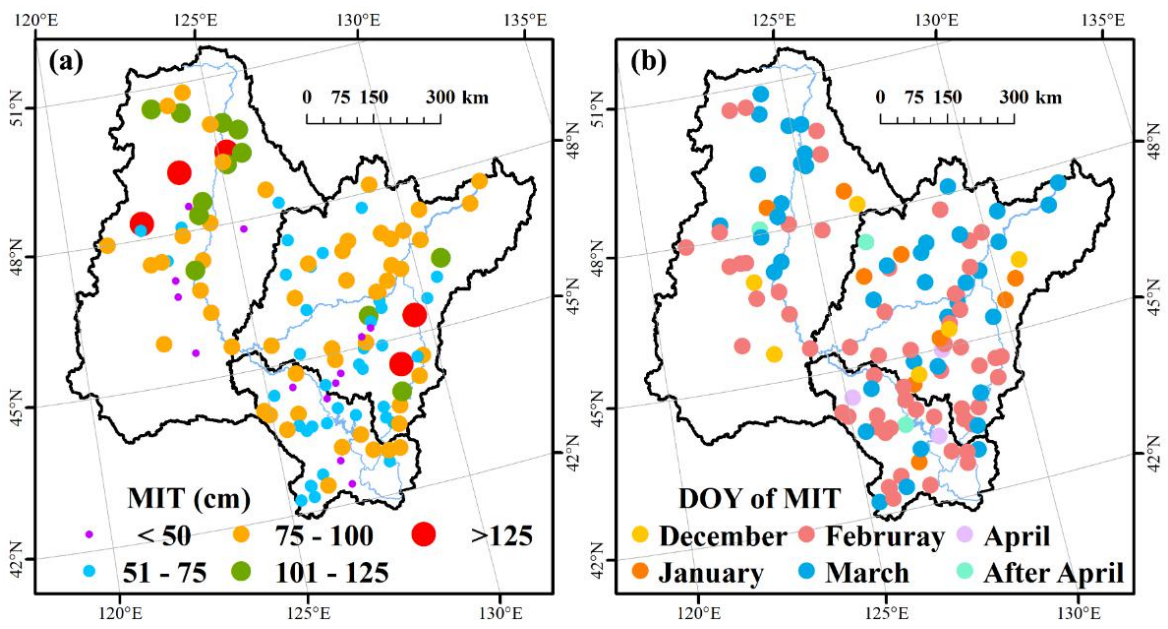 120°E 125°E 130°E 135°E
(a)
0 75 150 300 km
51°N
48°N
45°N
42°N
48°N
45°N
42°N
MIT (cm)
< 50 75 - 100 >125
51 - 75 101 - 125
120°E 125°E 130°E
120°E 125°E 130°E 135°E
(b)
0 75 150 300 km
51°N
48°N
45°N
42°N
48°N
45°N
42°N
DOY of MIT
December Februray April
January March After April
120°E 125°E 130°E